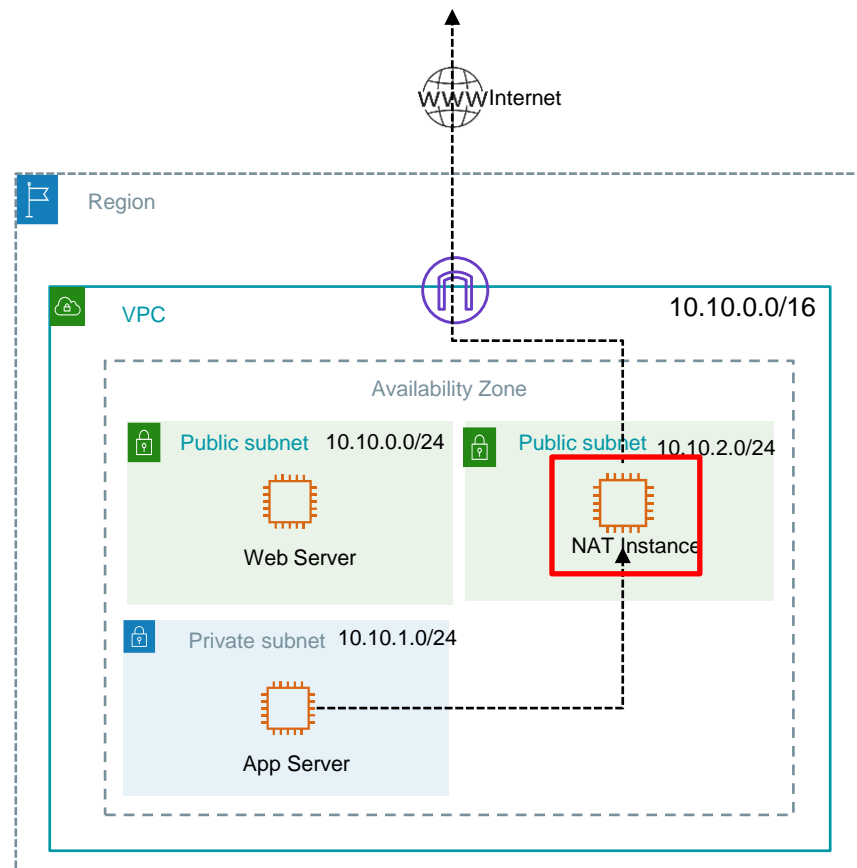 WWW
Internet
Region
VPC
10.10.0.0/16
Availability Zone
Public subnet 10.10.0.0/24
Public subnet 10.10.2.0/24
Web Server
NAT Instance
Private subnet 10.10.1.0/24
App Server